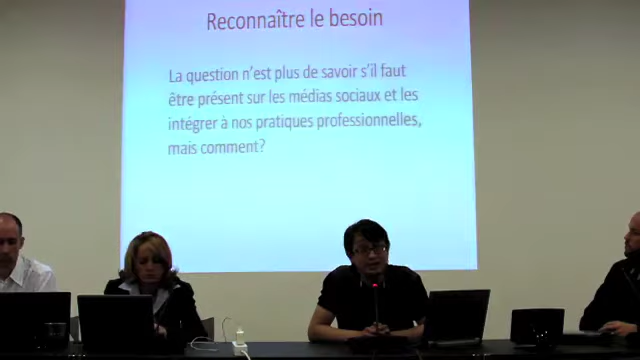 Reconnaître le besoin
La question n'est plus de savoir s'il faut
être présent sur les médias sociaux et les
intégrer à nos pratiques professionnelles,
mais comment?